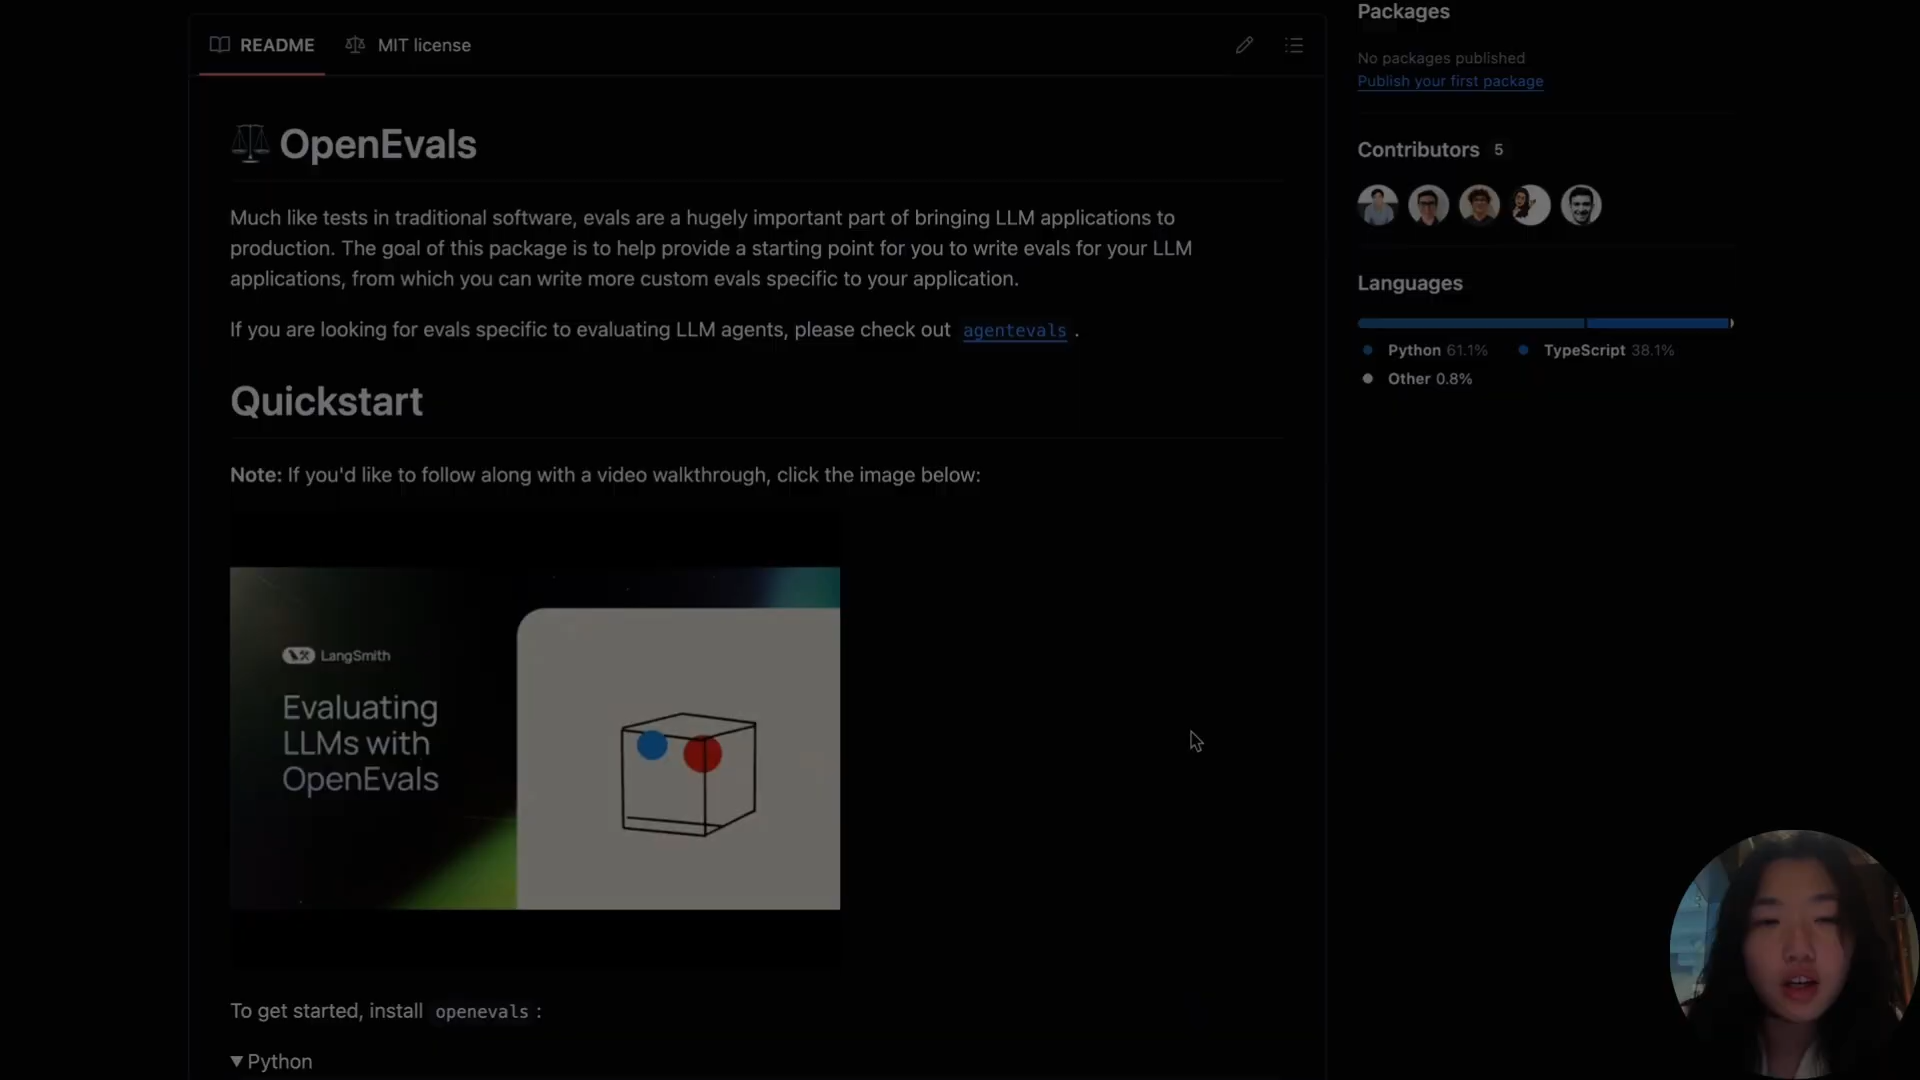 README
MIT license
OpenEvals
Much like tests in traditional software, evals are a hugely important part of bringing LLM applications to
production. The goal of this package is to help provide a starting point for you to write evals for your LLM
applications, from which you can write more custom evals specific to your application.
If you are looking for evals specific to evaluating LLM agents, please check out agentevals .
Quickstart
Note: If you'd like to follow along with a video walkthrough, click the image below:
LangSmith
Evaluating
LLMs with
OpenEvals
To get started, install openevals :
Python
Packages
No packages published
Publish your first package
Contributors 5
Languages
Python 61.1%
TypeScript 38.1%
Other 0.8%